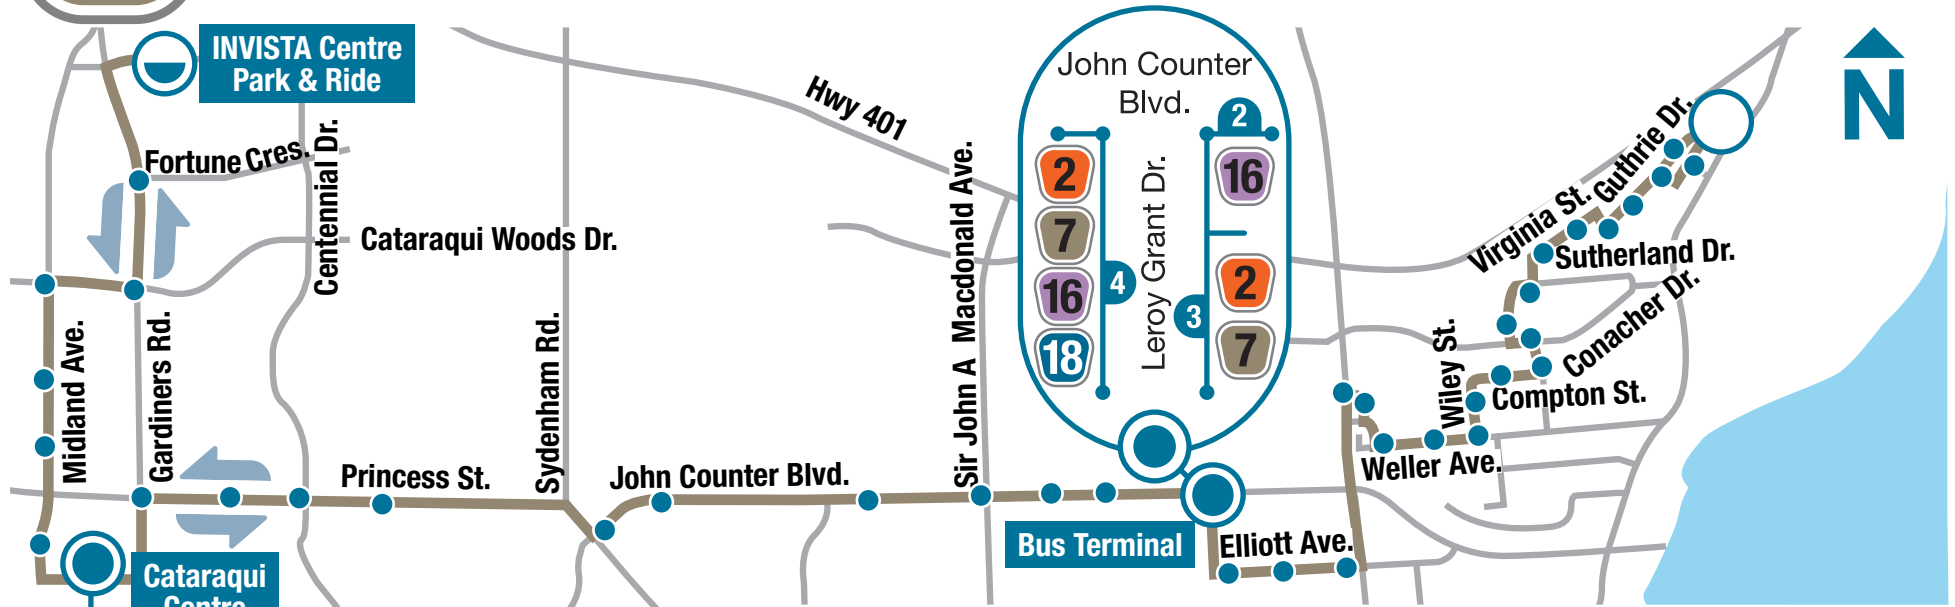 INVISTA Centre
Park & Ride
John Counter
Blvd.
2
2
7
16
18
4
Leroy Grant Dr.
16
3
2
7
N
Hwy 401
Fortune Cres.
Centennial Dr.
Cataraqui Woods Dr.
Sir John A Macdonald Ave.
Virginia St.
Guthrie Dr.
Sutherland Dr.
Conacher Dr.
Wiley St.
Compton St.
Weller Ave.
Midland Ave.
Gardiners Rd.
Princess St.
Sydenham Rd.
John Counter Blvd.
Bus Terminal
Elliott Ave.
Cataraqui
Centre